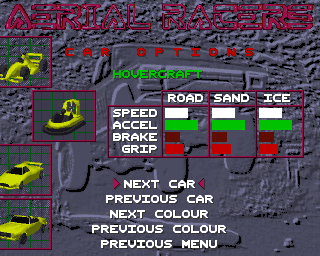 AERIAL RACERS
CAR OPTIONS
HOVERCRAFT
ROAD SAND ICE
SPEED
ACCEL
BRAKE
GRIP
NEXT CAR
PREVIOUS CAR
NEXT COLOUR
PREVIOUS COLOUR
PREVIOUS MENU